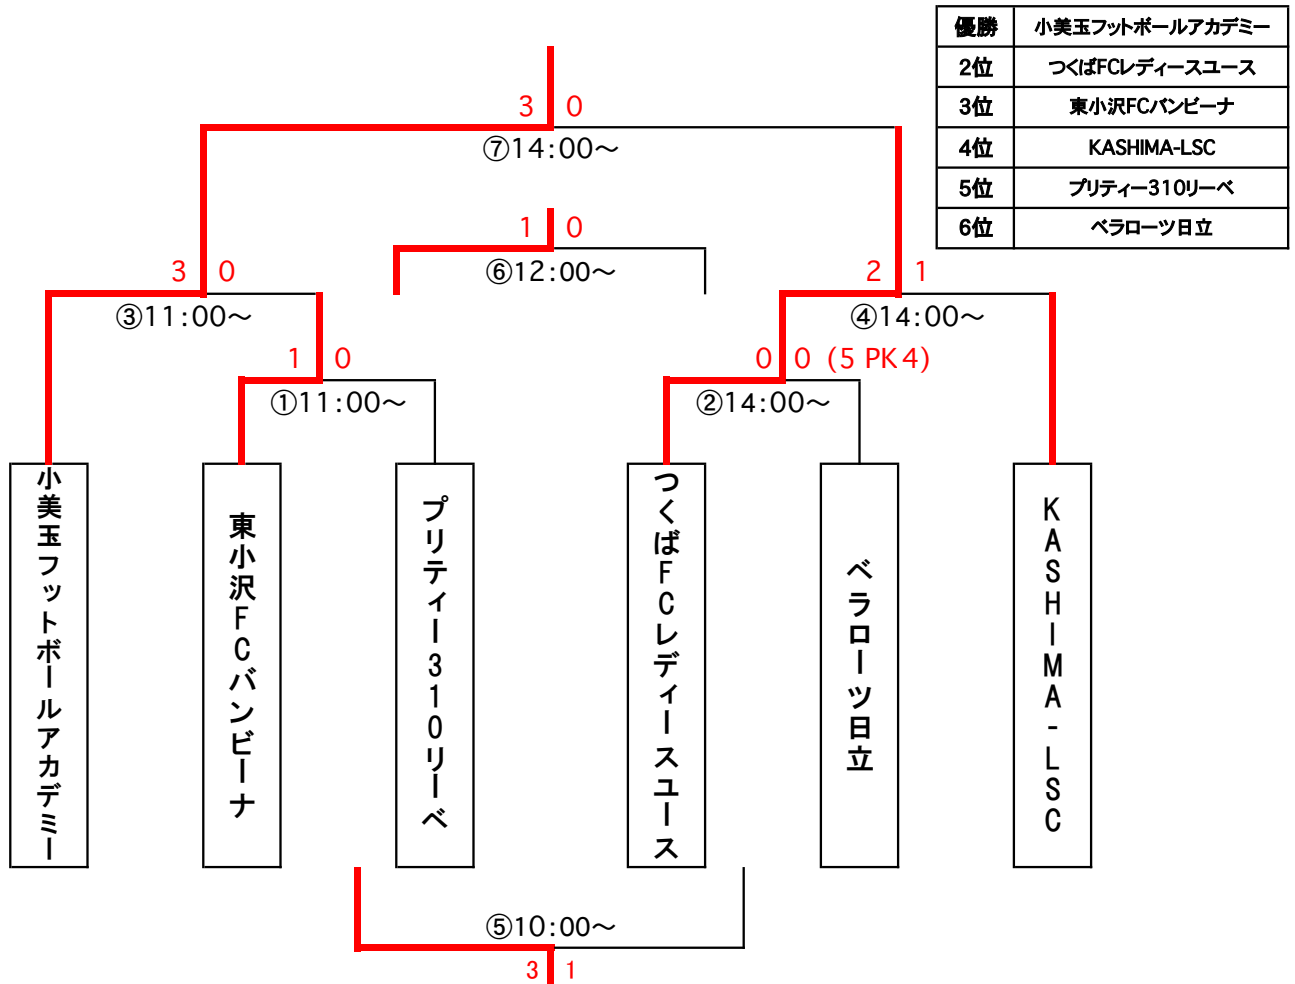 優勝 小美玉フットボールアカデミー
2位 つくばFCレディースユース
3位 東小沢FCバンビーナ
4位 KASHIMA-LSC
5位 プリティー310リーベ
6位 ベラローツ日立
3 0
⑦14:00～
1 0
⑥12:00～
3 0
③11:00～
2 1
④14:00～
1 0
①11:00～
0 0 (5 PK 4)
②14:00～
小美玉フットボールアカデミー
東小沢FCバンビーナ
プリティー310リーベ
つくばFCレディースユース
ベラローツ日立
KASHIMA-LSC
⑤10:00～
3 1